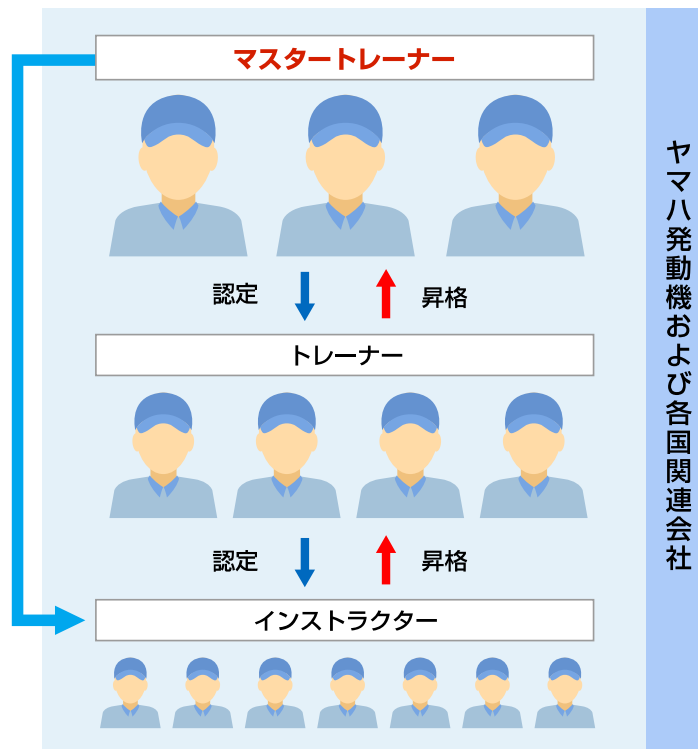 マスタートレーナー
認定
昇格
トレーナー
認定
昇格
インストラクター
ヤマハ発動機および各国関連会社